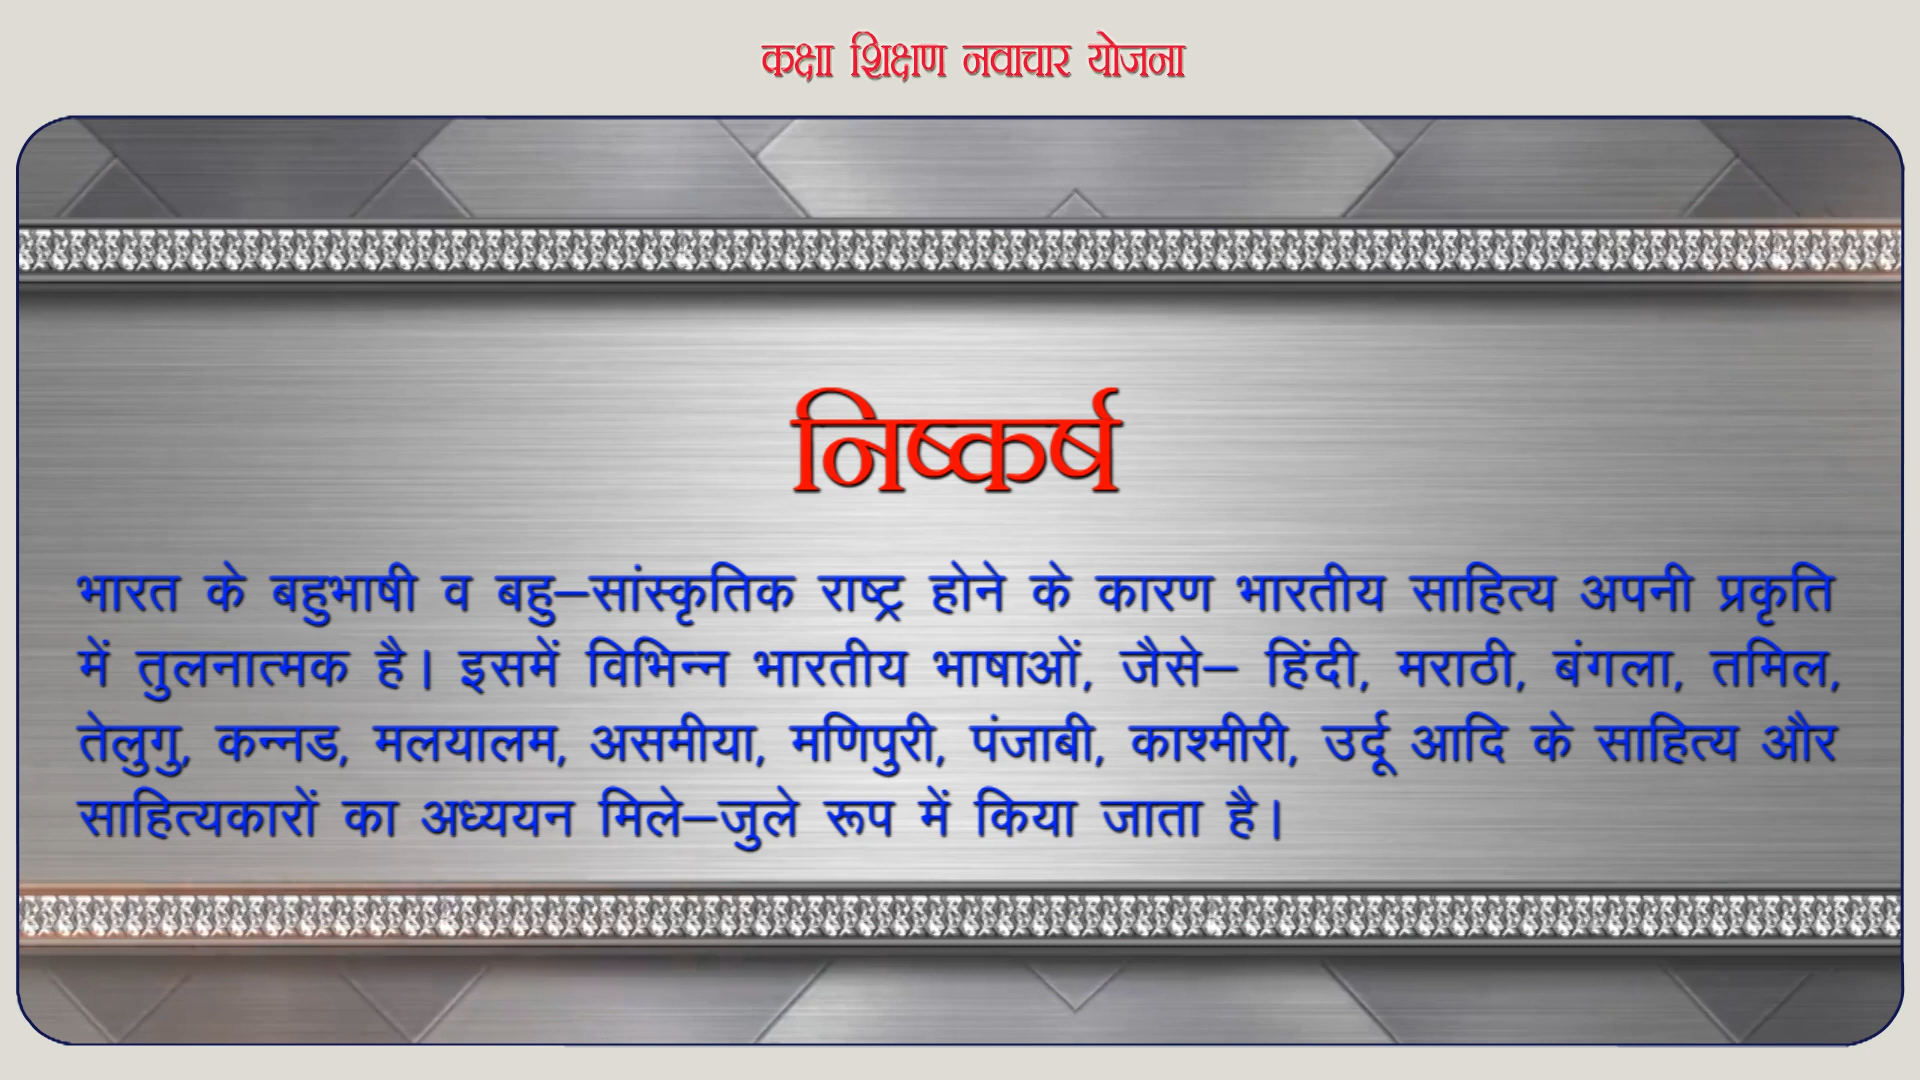 कक्षा शिक्षण नवाचार योजना
निष्कर्ष
भारत के बहुभाषी व बहु–सांस्कृतिक राष्ट्र होने के कारण भारतीय साहित्य अपनी प्रकृति
में तुलनात्मक है। इसमें विभिन्न भारतीय भाषाओं, जैसे– हिंदी, मराठी, बंगला, तमिल,
तेलुगु, कन्नड, मलयालम, असमीया, मणिपुरी, पंजाबी, काश्मीरी, उर्दू आदि के साहित्य और
साहित्यकारों का अध्ययन मिले–जुले रूप में किया जाता है।